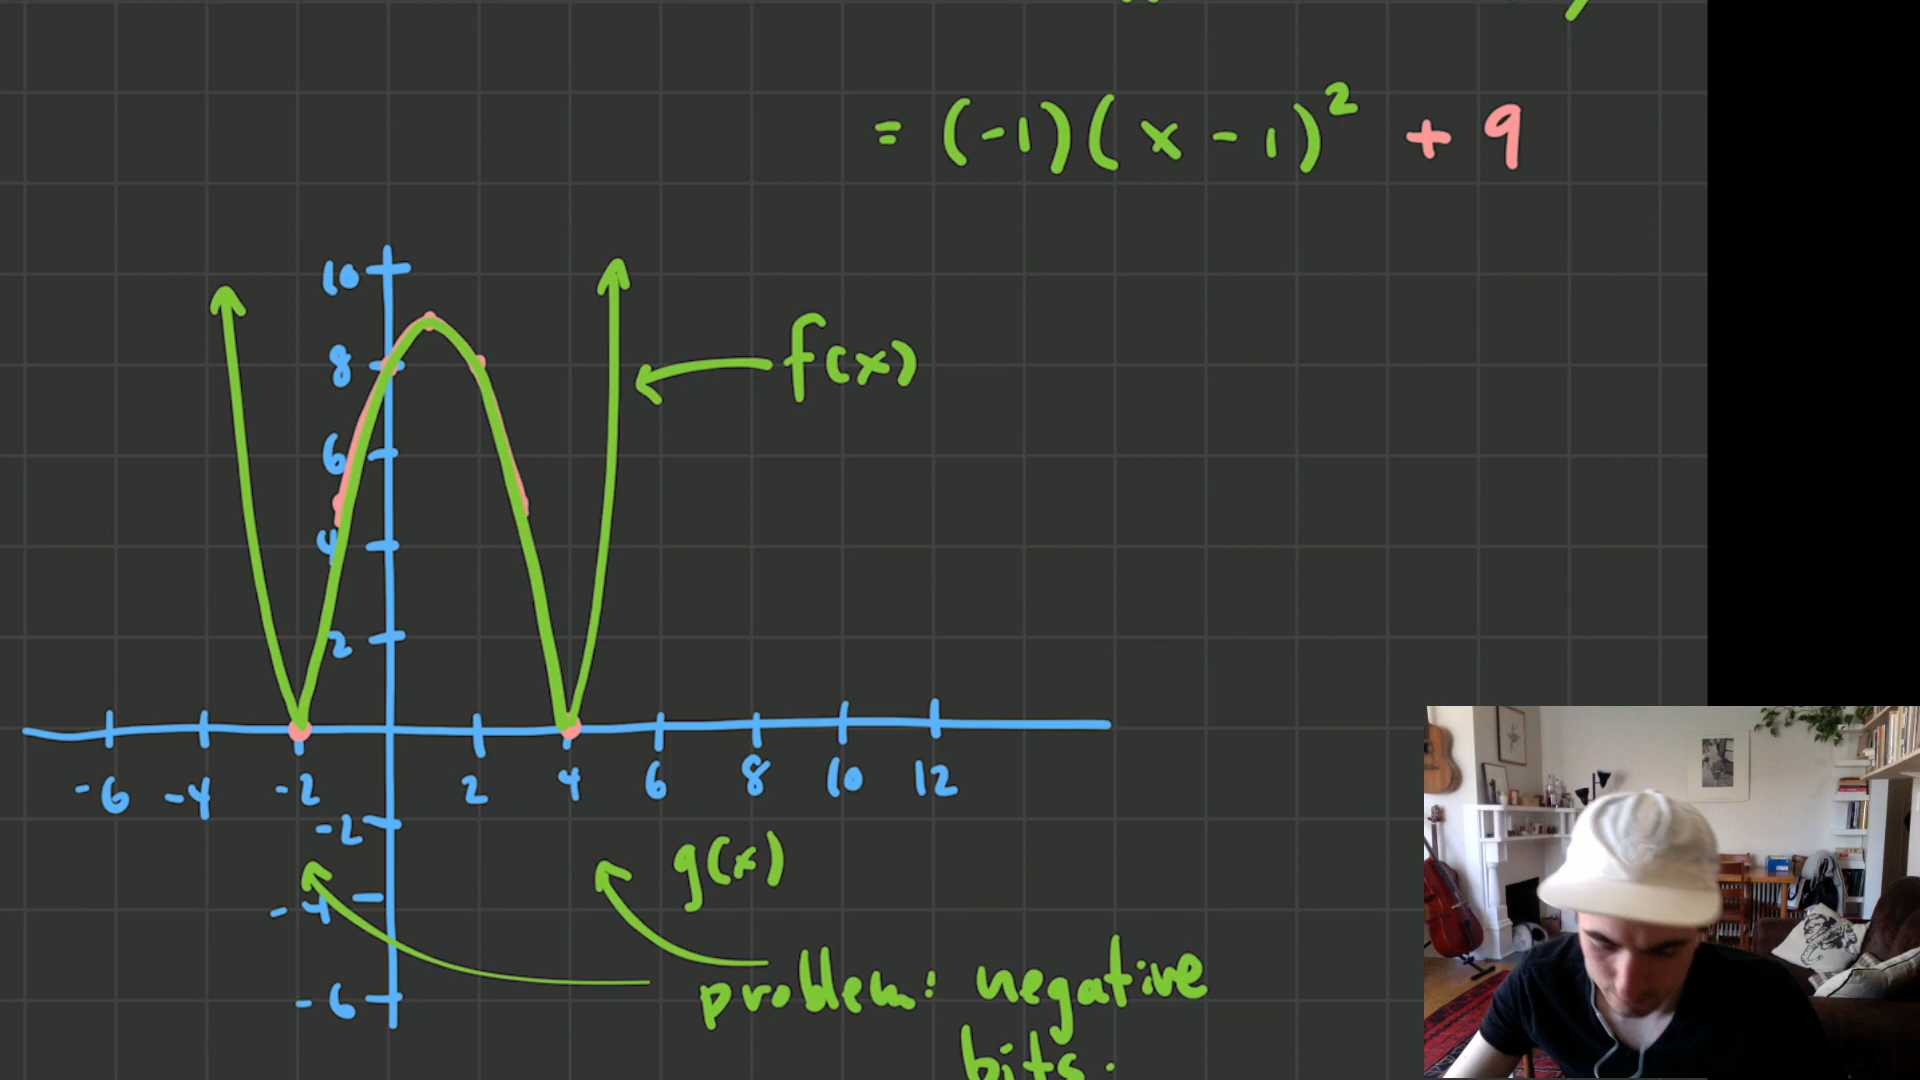 = (-1)(x - 1)² + 9
10
8
6
4
2
f(x)
-6 -4 -2 2 4 6 8 10 12
-2
-4
-6
g(x)
problem: negative
bits.